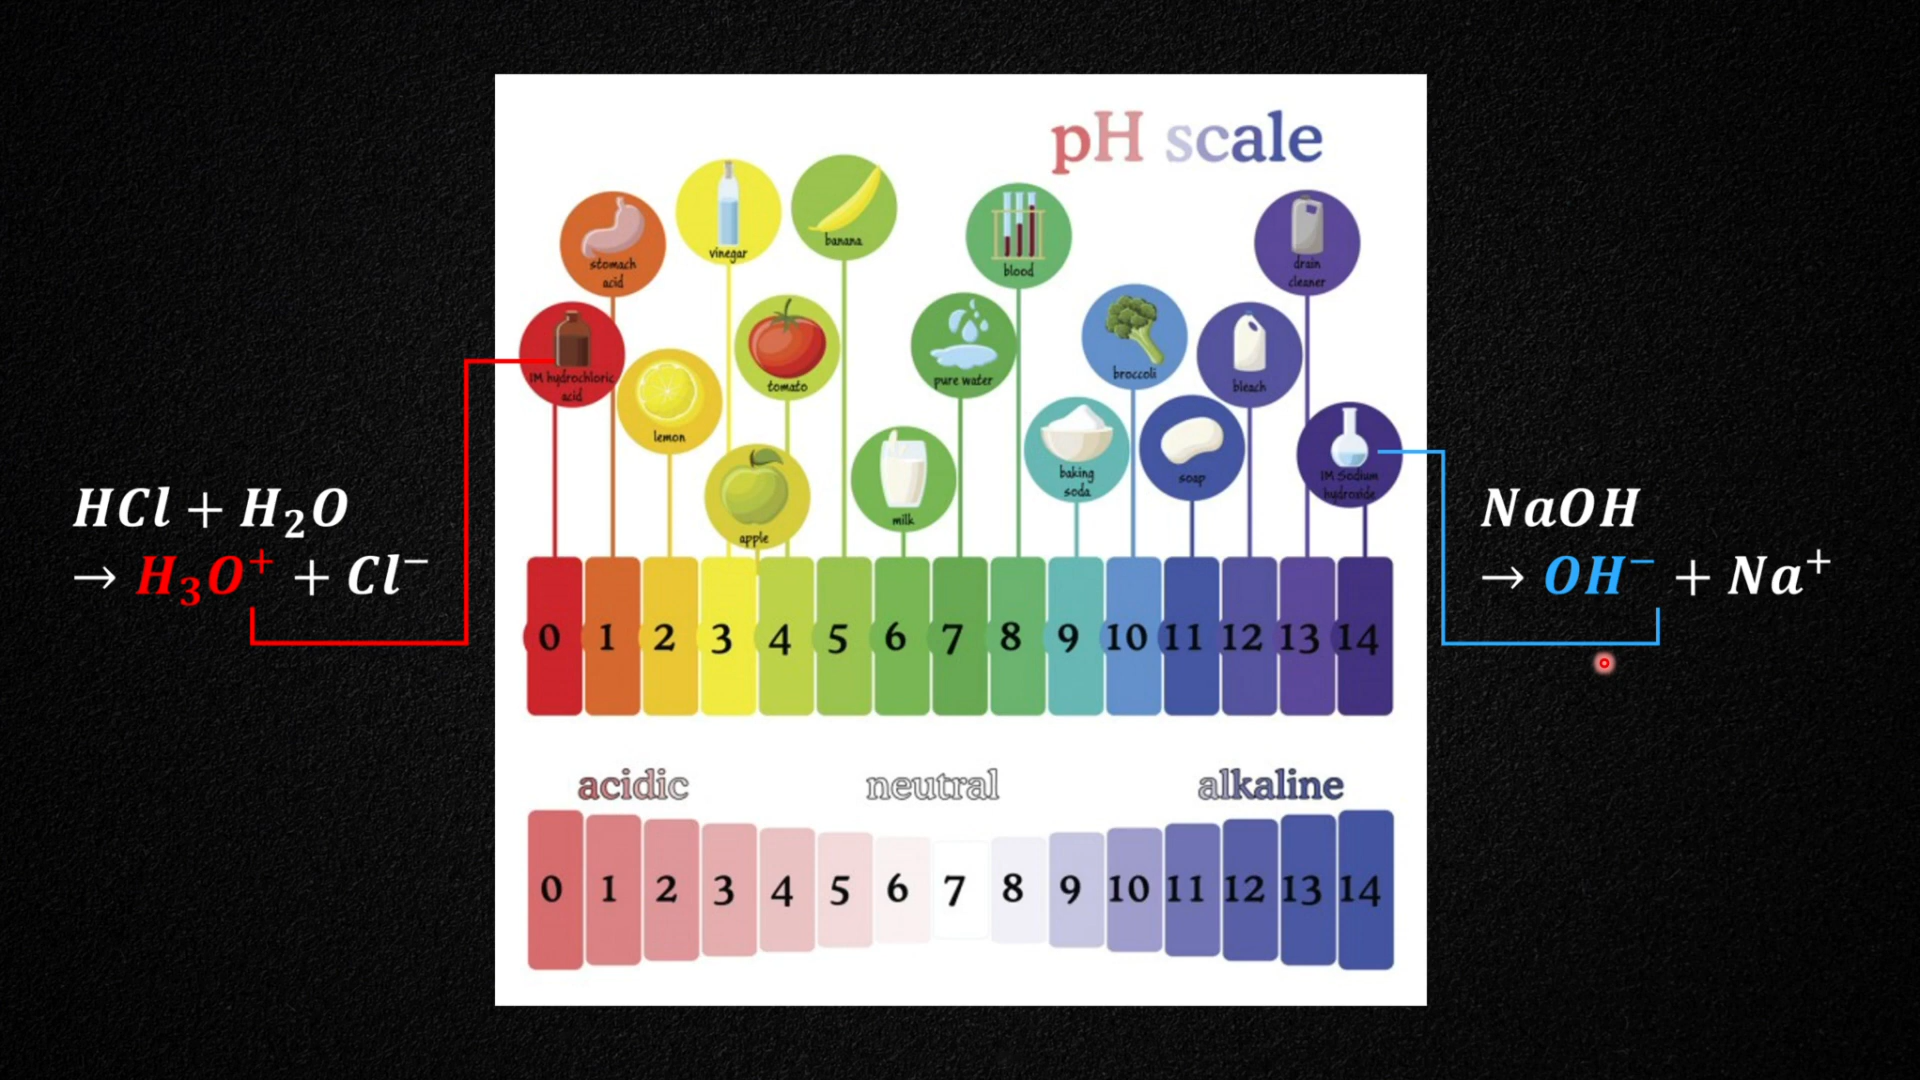 pH scale
stomach
acid
vinegar
banana
blood
drain
cleaner
1M hydrochloric
acid
lemon
tomato
pure water
broccoli
bleach
apple
milk
baking
soda
soap
1M Sodium
hydroxide
HCl + H₂O
→ H₃O⁺ + Cl⁻
NaOH
→ OH⁻ + Na⁺
0 1 2 3 4 5 6 7 8 9 10 11 12 13 14
acidic neutral alkaline
0 1 2 3 4 5 6 7 8 9 10 11 12 13 14